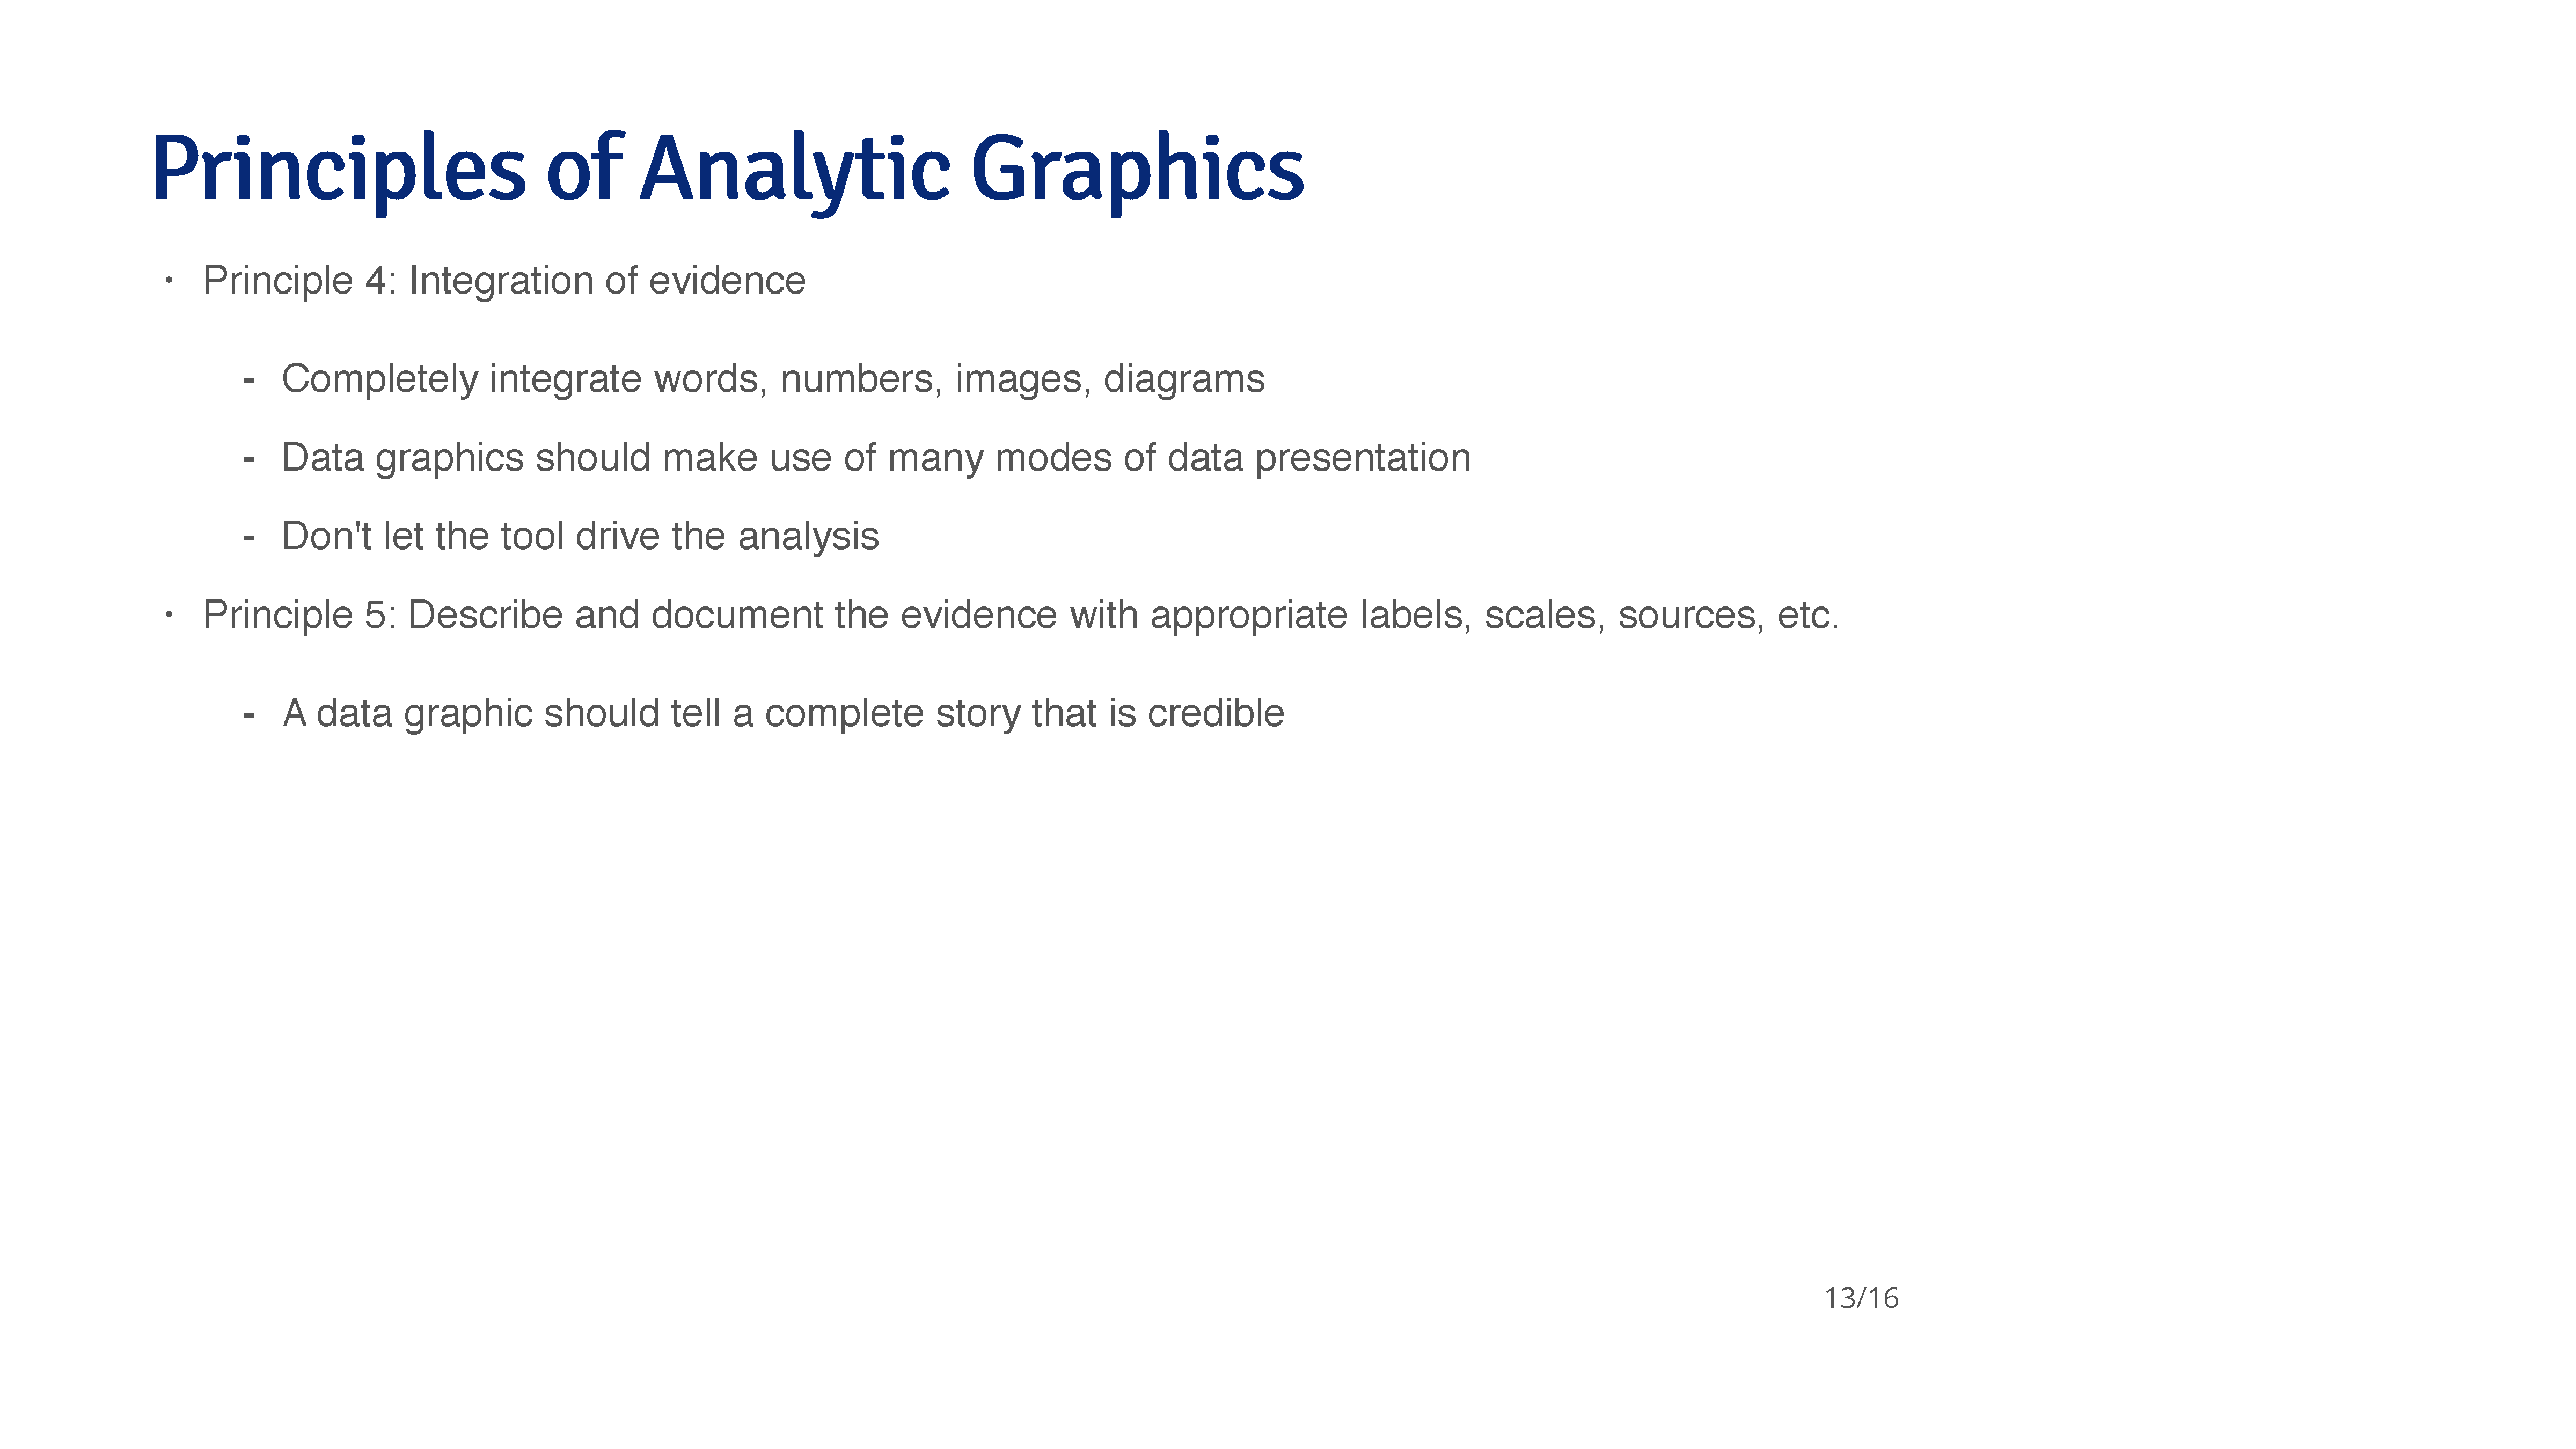 Principles of Analytic Graphics
· Principle 4: Integration of evidence
- Completely integrate words, numbers, images, diagrams
- Data graphics should make use of many modes of data presentation
- Don't let the tool drive the analysis
· Principle 5: Describe and document the evidence with appropriate labels, scales, sources, etc.
- A data graphic should tell a complete story that is credible
13/16